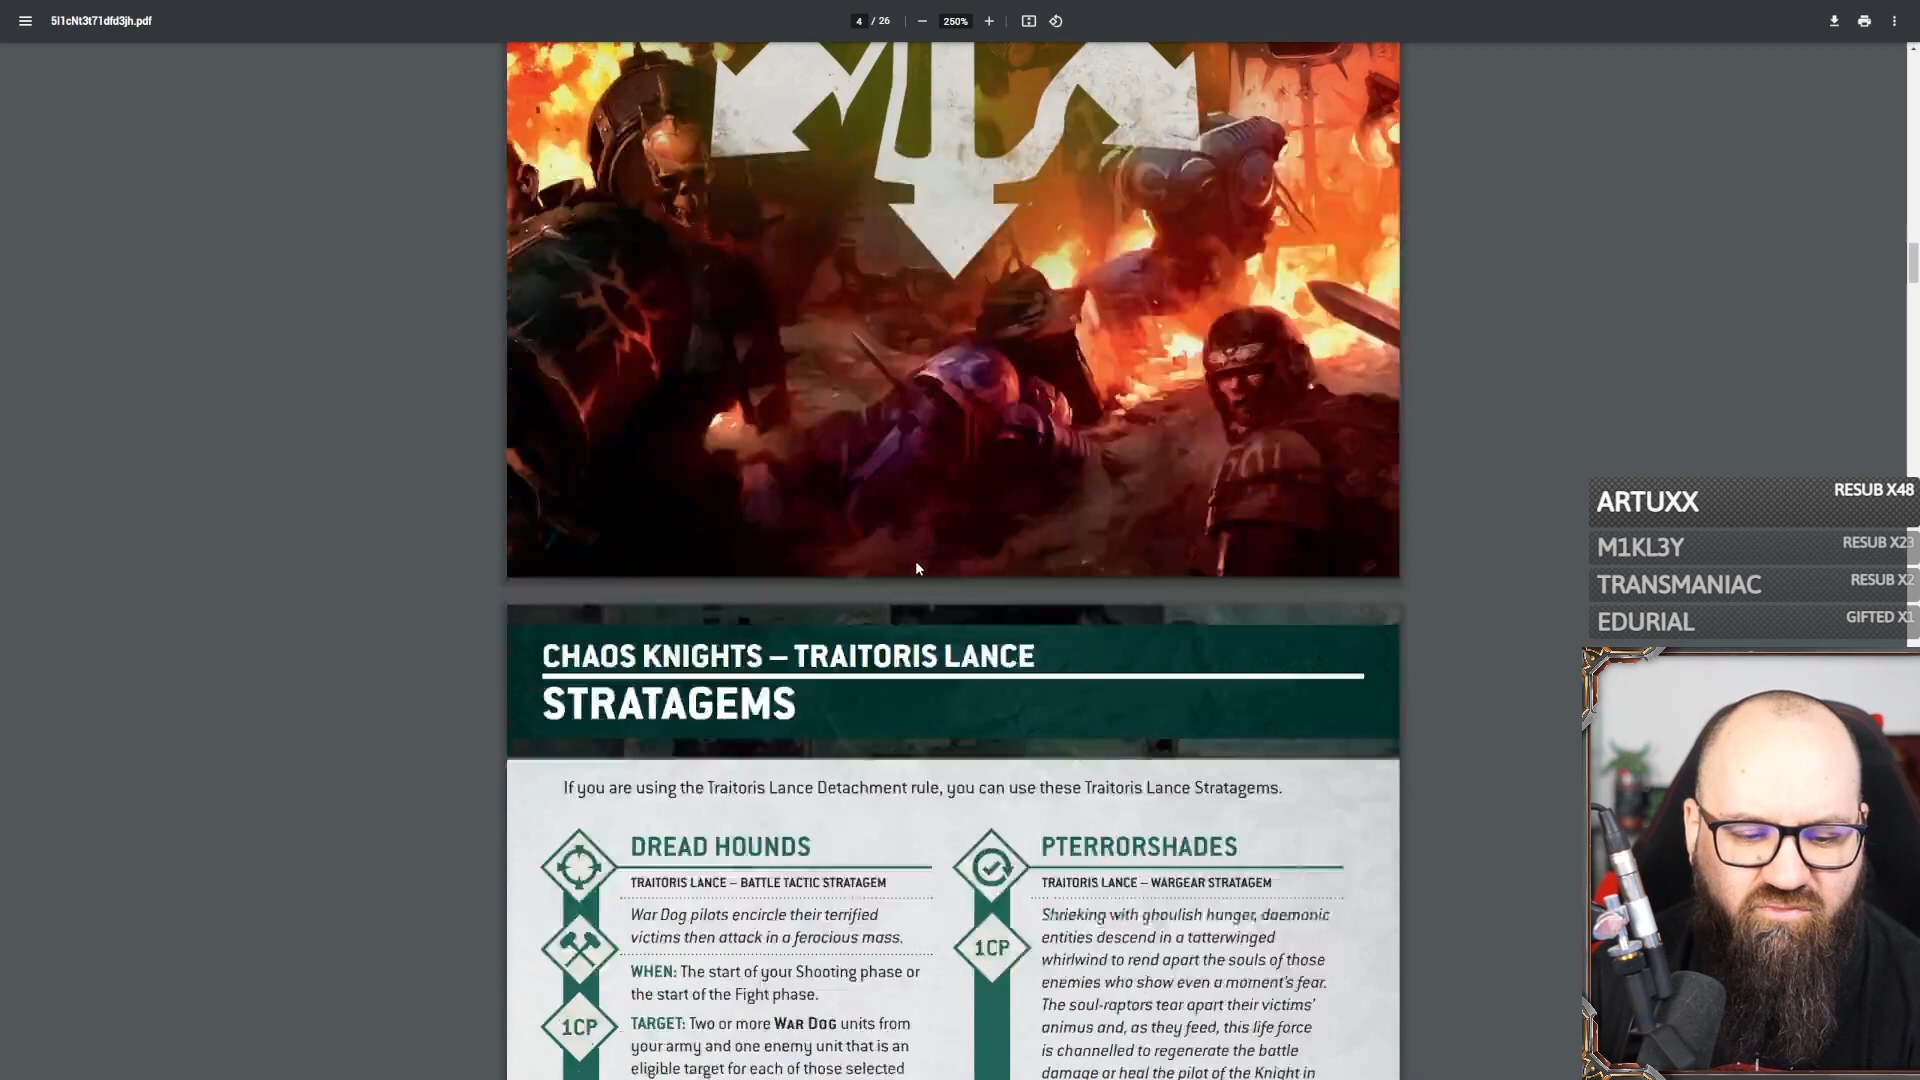 5l1cNt3t71dfd3jh.pdf
4 / 26
250%
ARTUXX RESUB X48
M1KL3Y RESUB X23
TRANSMANIAC RESUB X2
EDURIAL GIFTED X1
CHAOS KNIGHTS – TRAITORIS LANCE
STRATAGEMS
If you are using the Traitoris Lance Detachment rule, you can use these Traitoris Lance Stratagems.
DREAD HOUNDS
TRAITORIS LANCE – BATTLE TACTIC STRATAGEM
War Dog pilots encircle their terrified
victims then attack in a ferocious mass.
WHEN: The start of your Shooting phase or
the start of the Fight phase.
1CP
TARGET: Two or more WAR DOG units from
your army and one enemy unit that is an
eligible target for each of those selected
PTERRORSHADES
TRAITORIS LANCE – WARGEAR STRATAGEM
1CP
Shrieking with ghoulish hunger, daemonic
entities descend in a tatterwinged
whirlwind to rend apart the souls of those
enemies who show even a moment's fear.
The soul-raptors tear apart their victims'
animus and, as they feed, this life force
is channelled to regenerate the battle
damage or heal the pilot of the Knight in